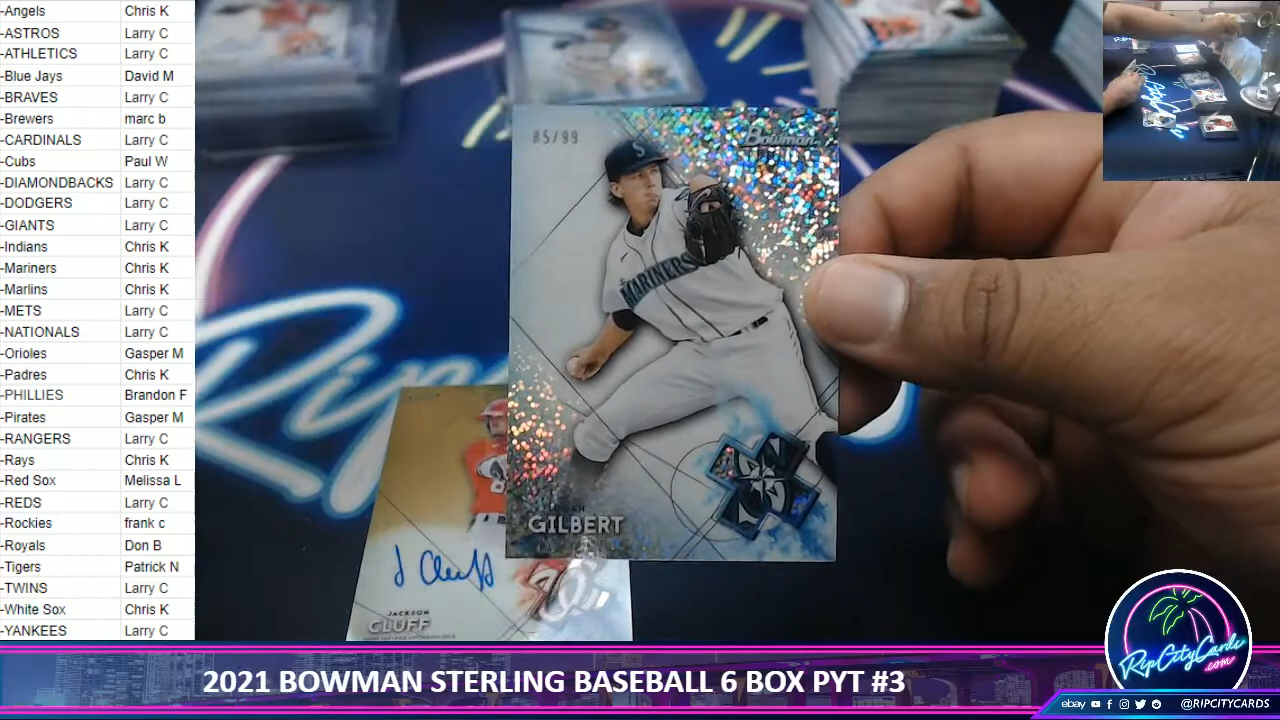 -Angels Chris K
-ASTROS Larry C
-ATHLETICS Larry C
-Blue Jays David M
-BRAVES Larry C
-Brewers marc b
-CARDINALS Larry C
-Cubs Paul W
-DIAMONDBACKS Larry C
-DODGERS Larry C
-GIANTS Larry C
-Indians Chris K
-Mariners Chris K
-Marlins Chris K
-METS Larry C
-NATIONALS Larry C
-Orioles Gasper M
-Padres Chris K
-PHILLIES Brandon F
-Pirates Gasper M
-RANGERS Larry C
-Rays Chris K
-Red Sox Melissa L
-REDS Larry C
-Rockies frank c
-Royals Don B
-Tigers Patrick N
-TWINS Larry C
-White Sox Chris K
-YANKEES Larry C
85/99
Bowman
S
MARINERS
GILBERT
J Cluff
JACKSON
CLUFF
RipCityCards
.com
2021 BOWMAN STERLING BASEBALL 6 BOX PYT #3
ebay @RIPCITYCARDS